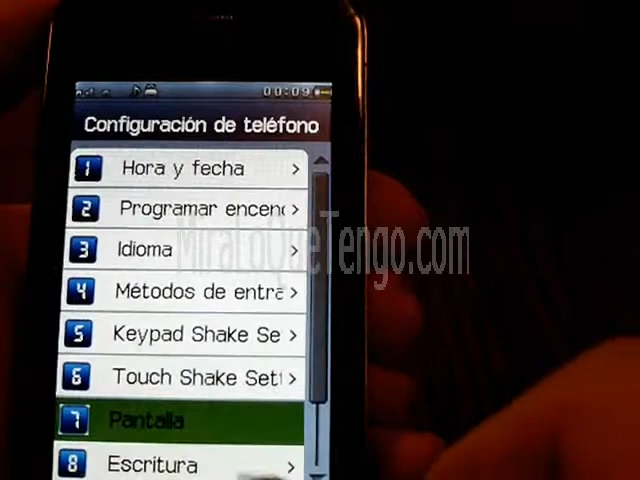 00:09
Configuración de teléfono
1 Hora y fecha >
2 Programar encen >
3 Idioma >
MiraLoQueTengo.com
4 Métodos de entra >
5 Keypad Shake Se >
6 Touch Shake Set >
7 Pantalla
8 Escritura >